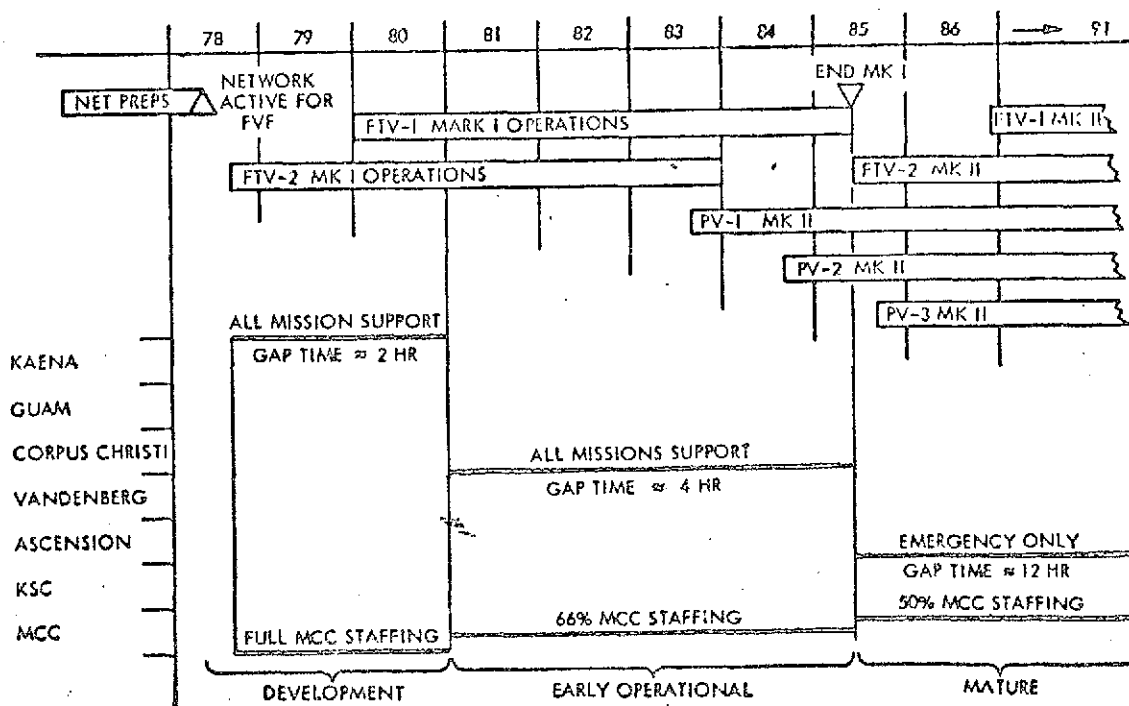 78 79 80 81 82 83 84 85 86 91
END MK I
NET PREPS
NETWORK
ACTIVE FOR
FVF
FTV-1 MARK I OPERATIONS
FTV-1 MK II
FTV-2 MK I OPERATIONS
FTV-2 MK II
PV-1 MK II
PV-2 MK II
PV-3 MK II
ALL MISSION SUPPORT
GAP TIME ≈ 2 HR
KAENA
GUAM
CORPUS CHRISTI
ALL MISSIONS SUPPORT
GAP TIME ≈ 4 HR
VANDENBERG
ASCENSION
EMERGENCY ONLY
GAP TIME ≈ 12 HR
KSC
50% MCC STAFFING
66% MCC STAFFING
MCC
FULL MCC STAFFING
DEVELOPMENT
EARLY OPERATIONAL
MATURE